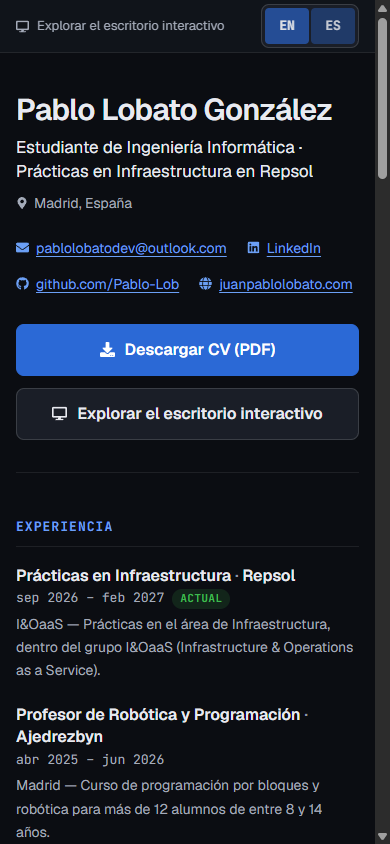 Explorar el escritorio interactivo
EN
ES
Pablo Lobato González
Estudiante de Ingeniería Informática ·
Prácticas en Infraestructura en Repsol
Madrid, España
pablolobatodev@outlook.com
LinkedIn
github.com/Pablo-Lob
juanpablolobato.com
Descargar CV (PDF)
Explorar el escritorio interactivo
EXPERIENCIA
Prácticas en Infraestructura · Repsol
sep 2026 – feb 2027 ACTUAL
I&OaaS — Prácticas en el área de Infraestructura,
dentro del grupo I&OaaS (Infrastructure & Operations
as a Service).
Profesor de Robótica y Programación ·
Ajedrezbyn
abr 2025 – jun 2026
Madrid — Curso de programación por bloques y
robótica para más de 12 alumnos de entre 8 y 14
años.